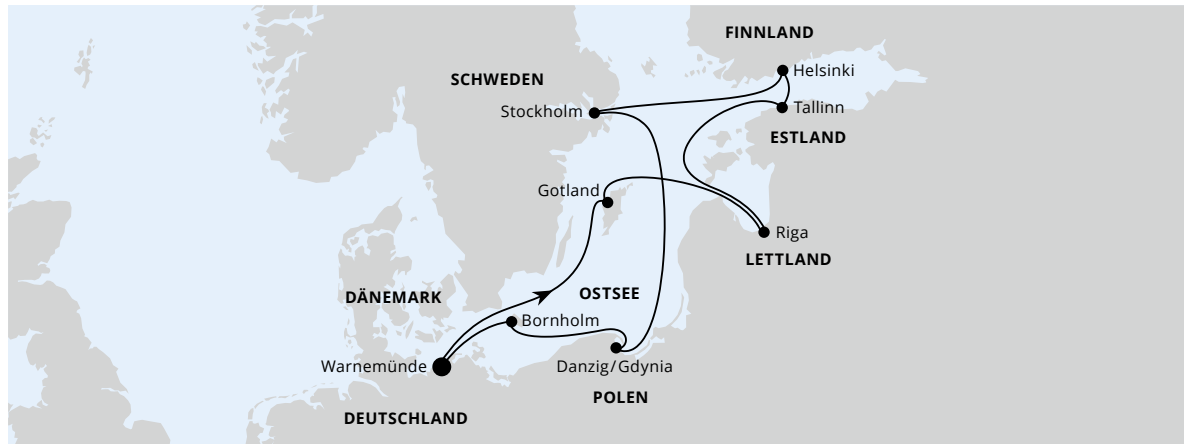 FINNLAND
Helsinki
SCHWEDEN
Stockholm
Tallinn
ESTLAND
Gotland
Riga
LETTLAND
DÄNEMARK
OSTSEE
Bornholm
Warnemünde
Danzig/Gdynia
POLEN
DEUTSCHLAND